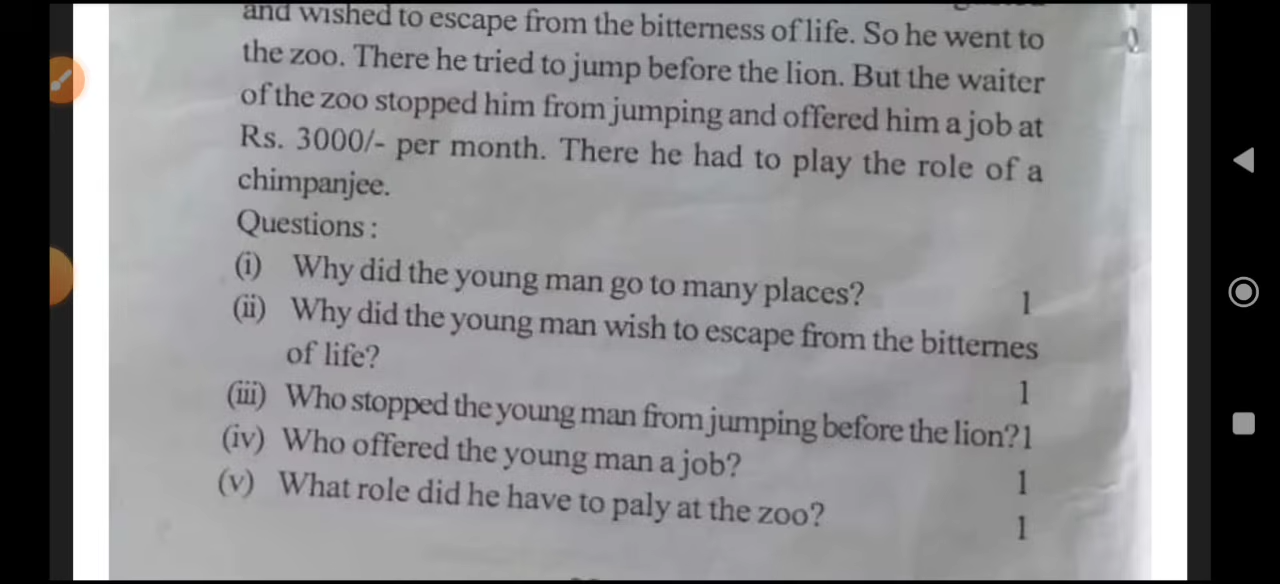 and wished to escape from the bitterness of life. So he went to
the zoo. There he tried to jump before the lion. But the waiter
of the zoo stopped him from jumping and offered him a job at
Rs. 3000/- per month. There he had to play the role of a
chimpanjee.
Questions :
(i) Why did the young man go to many places? 1
(ii) Why did the young man wish to escape from the bitternes
of life? 1
(iii) Who stopped the young man from jumping before the lion? 1
(iv) Who offered the young man a job? 1
(v) What role did he have to paly at the zoo? 1